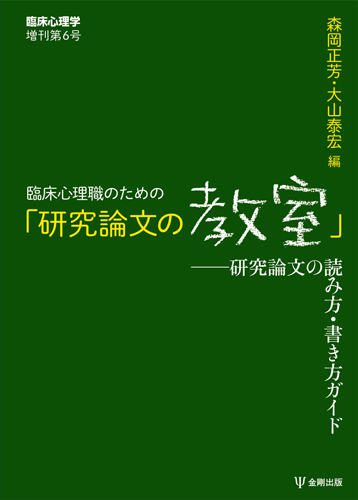 臨床心理学
増刊第6号
森岡正芳・大山泰宏 編
臨床心理職のための
「研究論文の教室」
──研究論文の読み方・書き方ガイド
Ψ 金剛出版